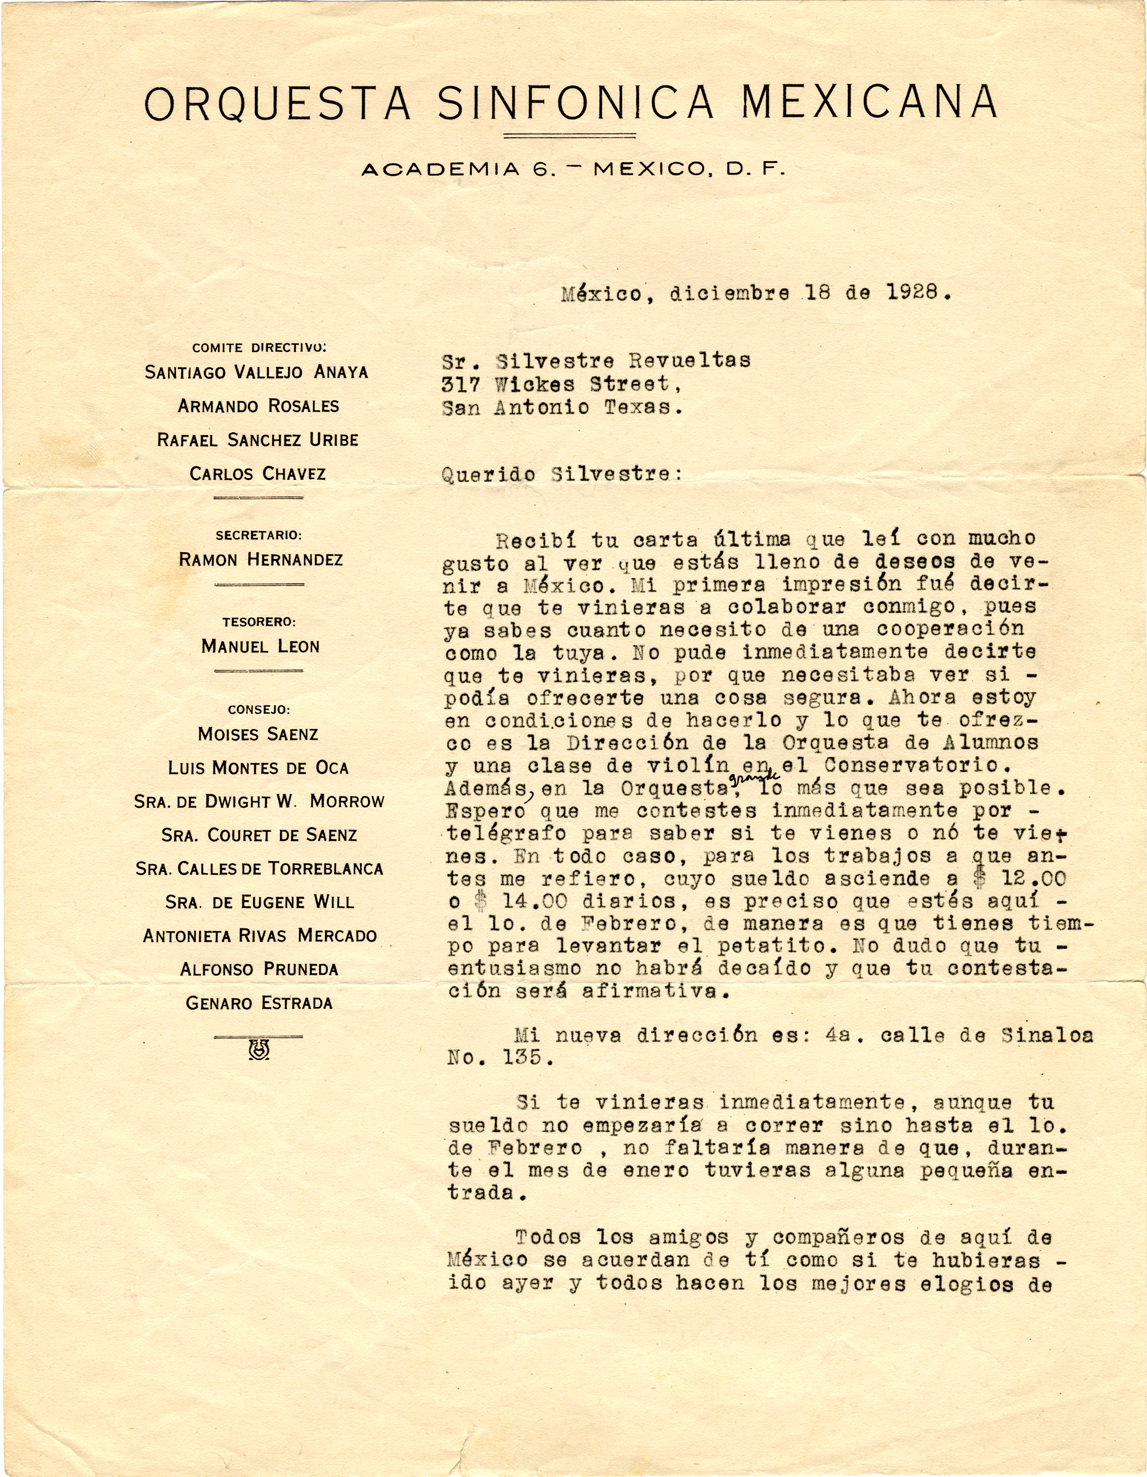 ORQUESTA SINFONICA MEXICANA
ACADEMIA 6. — MEXICO, D. F.
México, diciembre 18 de 1928.
COMITE DIRECTIVO:
SANTIAGO VALLEJO ANAYA
ARMANDO ROSALES
RAFAEL SANCHEZ URIBE
CARLOS CHAVEZ
SECRETARIO:
RAMON HERNANDEZ
TESORERO:
MANUEL LEON
CONSEJO:
MOISES SAENZ
LUIS MONTES DE OCA
SRA. DE DWIGHT W. MORROW
SRA. COURET DE SAENZ
SRA. CALLES DE TORREBLANCA
SRA. DE EUGENE WILL
ANTONIETA RIVAS MERCADO
ALFONSO PRUNEDA
GENARO ESTRADA
Sr. Silvestre Revueltas
317 Wickes Street,
San Antonio Texas.
Querido Silvestre:
Recibí tu carta última que leí con mucho
gusto al ver que estás lleno de deseos de ve-
nir a México. Mi primera impresión fué decir-
te que te vinieras a colaborar conmigo, pues
ya sabes cuanto necesito de una cooperación
como la tuya. No pude inmediatamente decirte
que te vinieras, por que necesitaba ver si -
podía ofrecerte una cosa segura. Ahora estoy
en condiciones de hacerlo y lo que te ofrez-
co es la Dirección de la Orquesta de Alumnos
y una clase de violín en el Conservatorio.
grande
Además, en la Orquesta, lo más que sea posible.
Espero que me contestes inmediatamente por -
telégrafo para saber si te vienes o nó te vie-
nes. En todo caso, para los trabajos a que an-
tes me refiero, cuyo sueldo asciende a $ 12.00
o $ 14.00 diarios, es preciso que estés aquí -
el lo. de Febrero, de manera es que tienes tiem-
po para levantar el petatito. No dudo que tu -
entusiasmo no habrá decaído y que tu contesta-
ción será afirmativa.
Mi nueva dirección es: 4a. calle de Sinaloa
No. 135.
Si te vinieras inmediatamente, aunque tu
sueldo no empezaría a correr sino hasta el lo.
de Febrero , no faltaría manera de que, duran-
te el mes de enero tuvieras alguna pequeña en-
trada.
Todos los amigos y compañeros de aquí de
México se acuerdan de tí como si te hubieras -
ido ayer y todos hacen los mejores elogios de